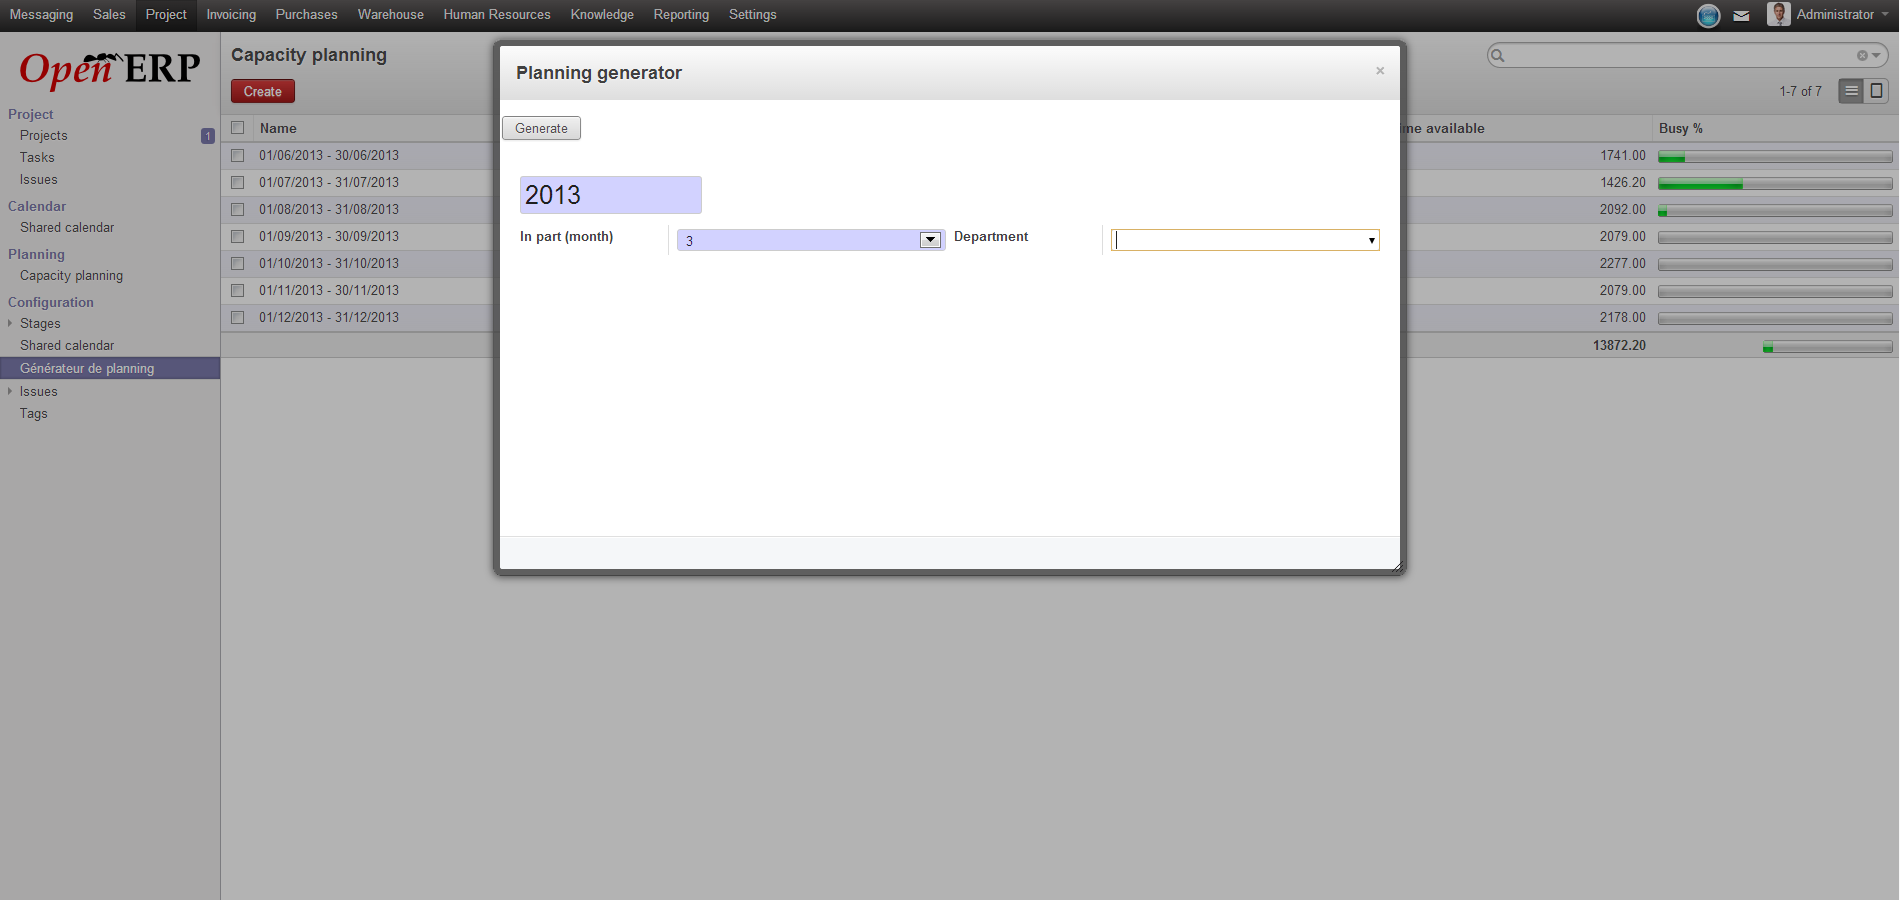 Messaging Sales Project Invoicing Purchases Warehouse Human Resources Knowledge Reporting Settings Administrator
Open ERP
Project
Projects 1
Tasks
Issues
Calendar
Shared calendar
Planning
Capacity planning
Configuration
Stages
Shared calendar
Générateur de planning
Issues
Tags
Capacity planning
Create
1-7 of 7
Name available Busy %
01/06/2013 - 30/06/2013 1741.00
01/07/2013 - 31/07/2013 1426.20
01/08/2013 - 31/08/2013 2092.00
01/09/2013 - 30/09/2013 2079.00
01/10/2013 - 31/10/2013 2277.00
01/11/2013 - 30/11/2013 2079.00
01/12/2013 - 31/12/2013 2178.00
13872.20
Planning generator ×
Generate
2013
In part (month) 3 Department